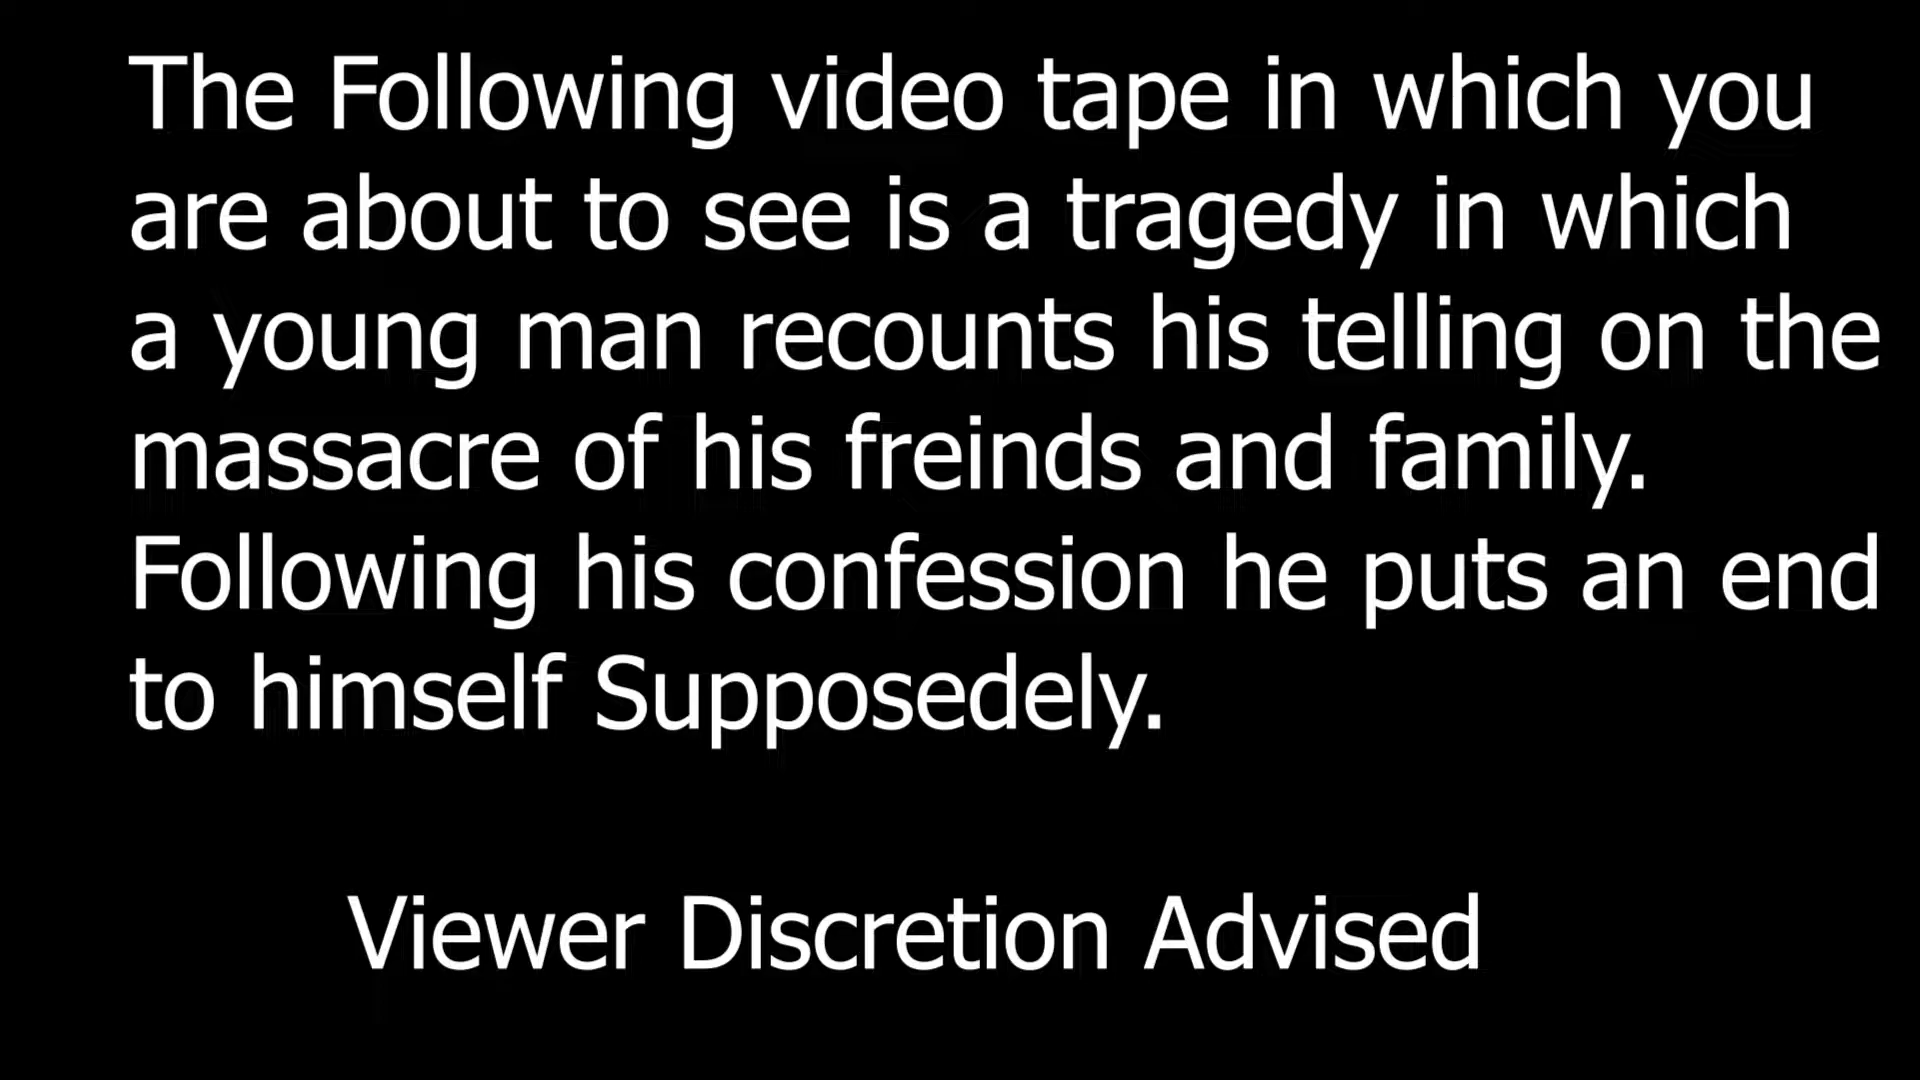 The Following video tape in which you
are about to see is a tragedy in which
a young man recounts his telling on the
massacre of his freinds and family.
Following his confession he puts an end
to himself Supposedely.
Viewer Discretion Advised